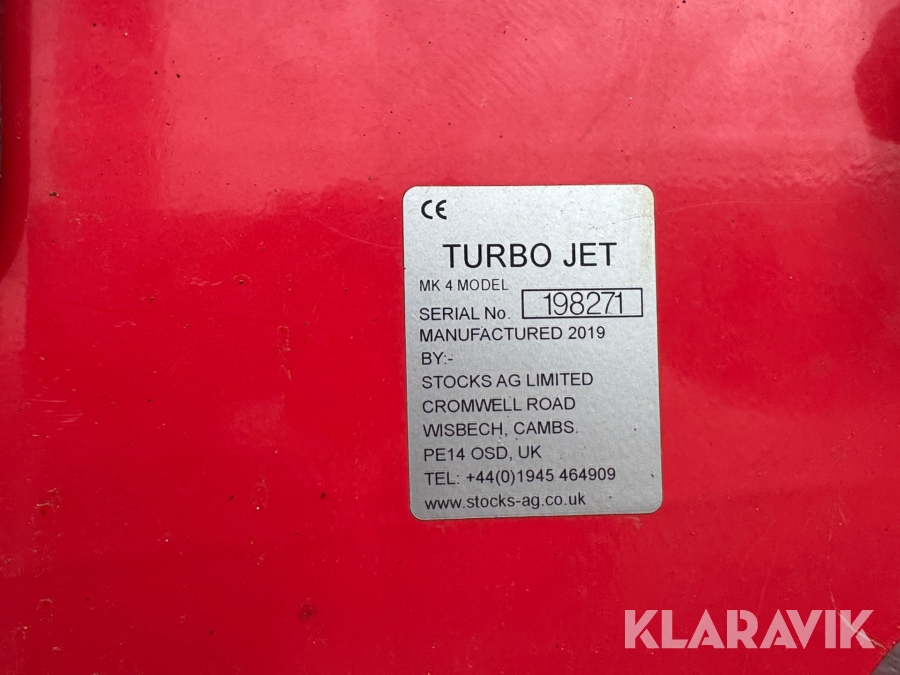 CE
TURBO JET
MK 4 MODEL
SERIAL No. 198271
MANUFACTURED 2019
BY:-
STOCKS AG LIMITED
CROMWELL ROAD
WISBECH, CAMBS.
PE14 OSD, UK
TEL: +44(0)1945 464909
www.stocks-ag.co.uk
KLARAVIK